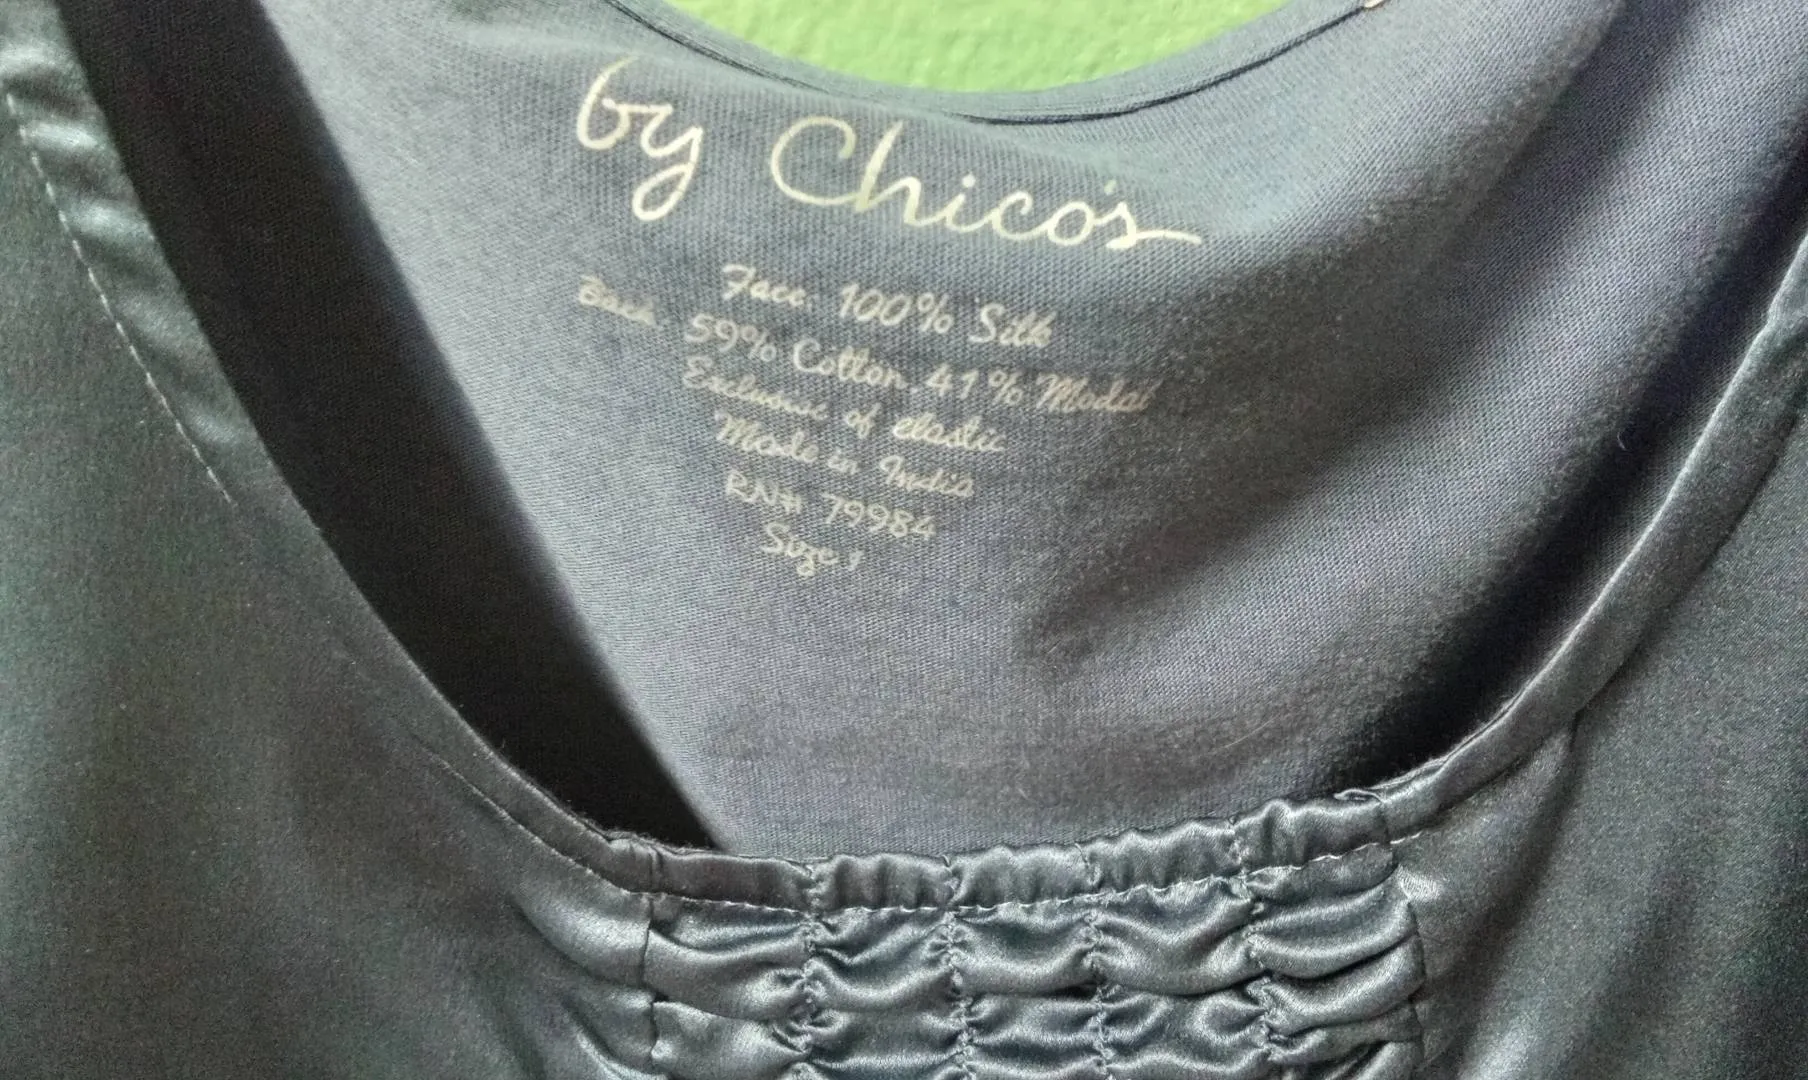 by Chico's
Face: 100% Silk
Back: 59% Cotton, 41% Modal
Exclusive of elastic
Made in India
RN# 79984
Size 1